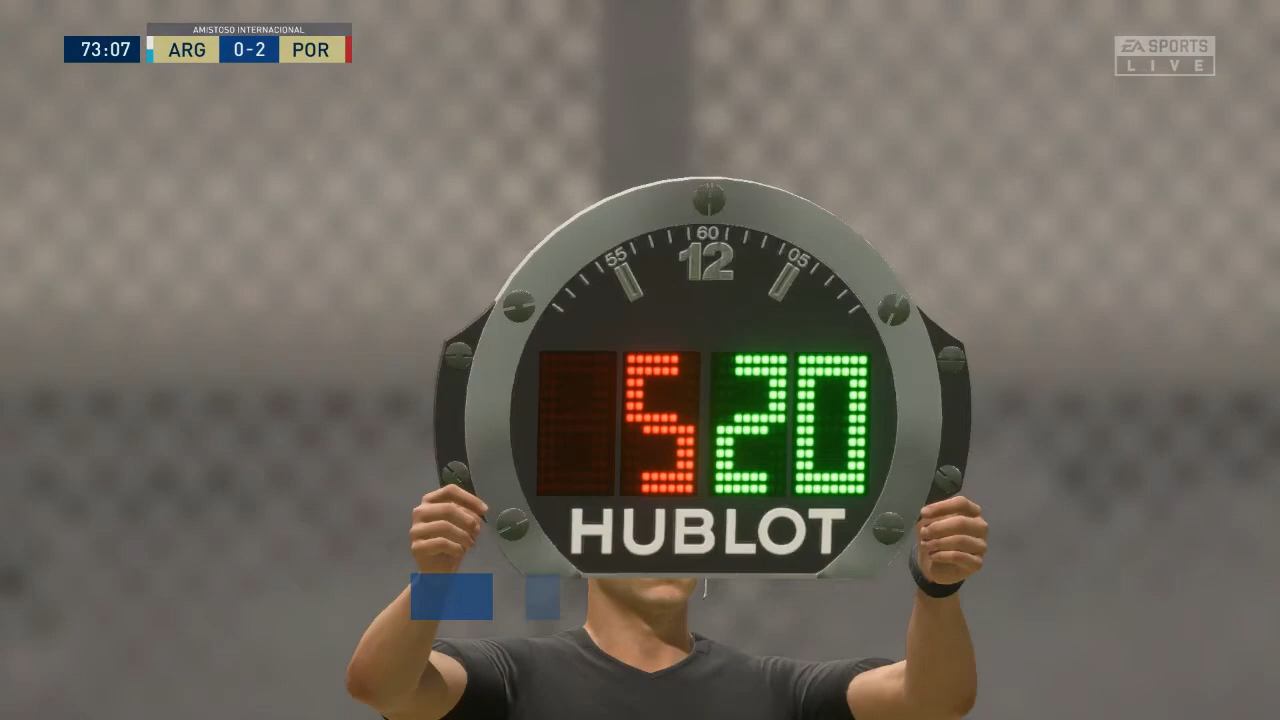 AMISTOSO INTERNACIONAL
73:07 ARG 0-2 POR
EA SPORTS
LIVE
55 60 05
12
5 20
HUBLOT